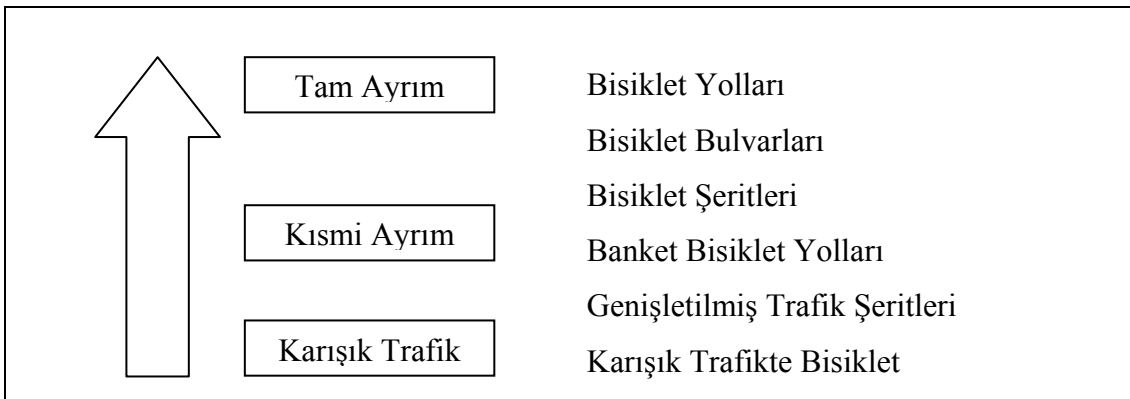 Tam Ayrım
Bisiklet Yolları
Bisiklet Bulvarları
Bisiklet Şeritleri
Kısmi Ayrım
Banket Bisiklet Yolları
Genişletilmiş Trafik Şeritleri
Karışık Trafik
Karışık Trafikte Bisiklet